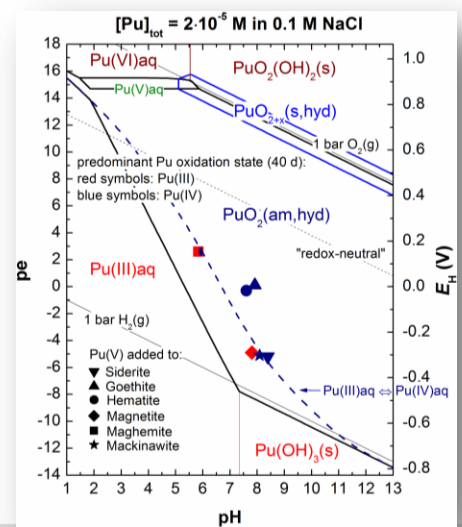 [Pu]tot = 2·10⁻⁵ M in 0.1 M NaCl
18
16
14
12
10
8
6
4
2
0
-2
-4
-6
-8
-10
-12
-14
pe
1.0
0.8
0.6
0.4
0.2
0.0
-0.2
-0.4
-0.6
-0.8
EH (V)
Pu(VI)aq
PuO2(OH)2(s)
Pu(V)aq
PuO2+x(s,hyd)
1 bar O2(g)
predominant Pu oxidation state (40 d):
red symbols: Pu(III)
blue symbols: Pu(IV)
PuO2(am,hyd)
"redox-neutral"
Pu(III)aq
1 bar H2(g)
Pu(V) added to:
Siderite
Goethite
Hematite
Magnetite
Maghemite
Mackinawite
Pu(III)aq ⇔ Pu(IV)aq
Pu(OH)3(s)
1 2 3 4 5 6 7 8 9 10 11 12 13
pH